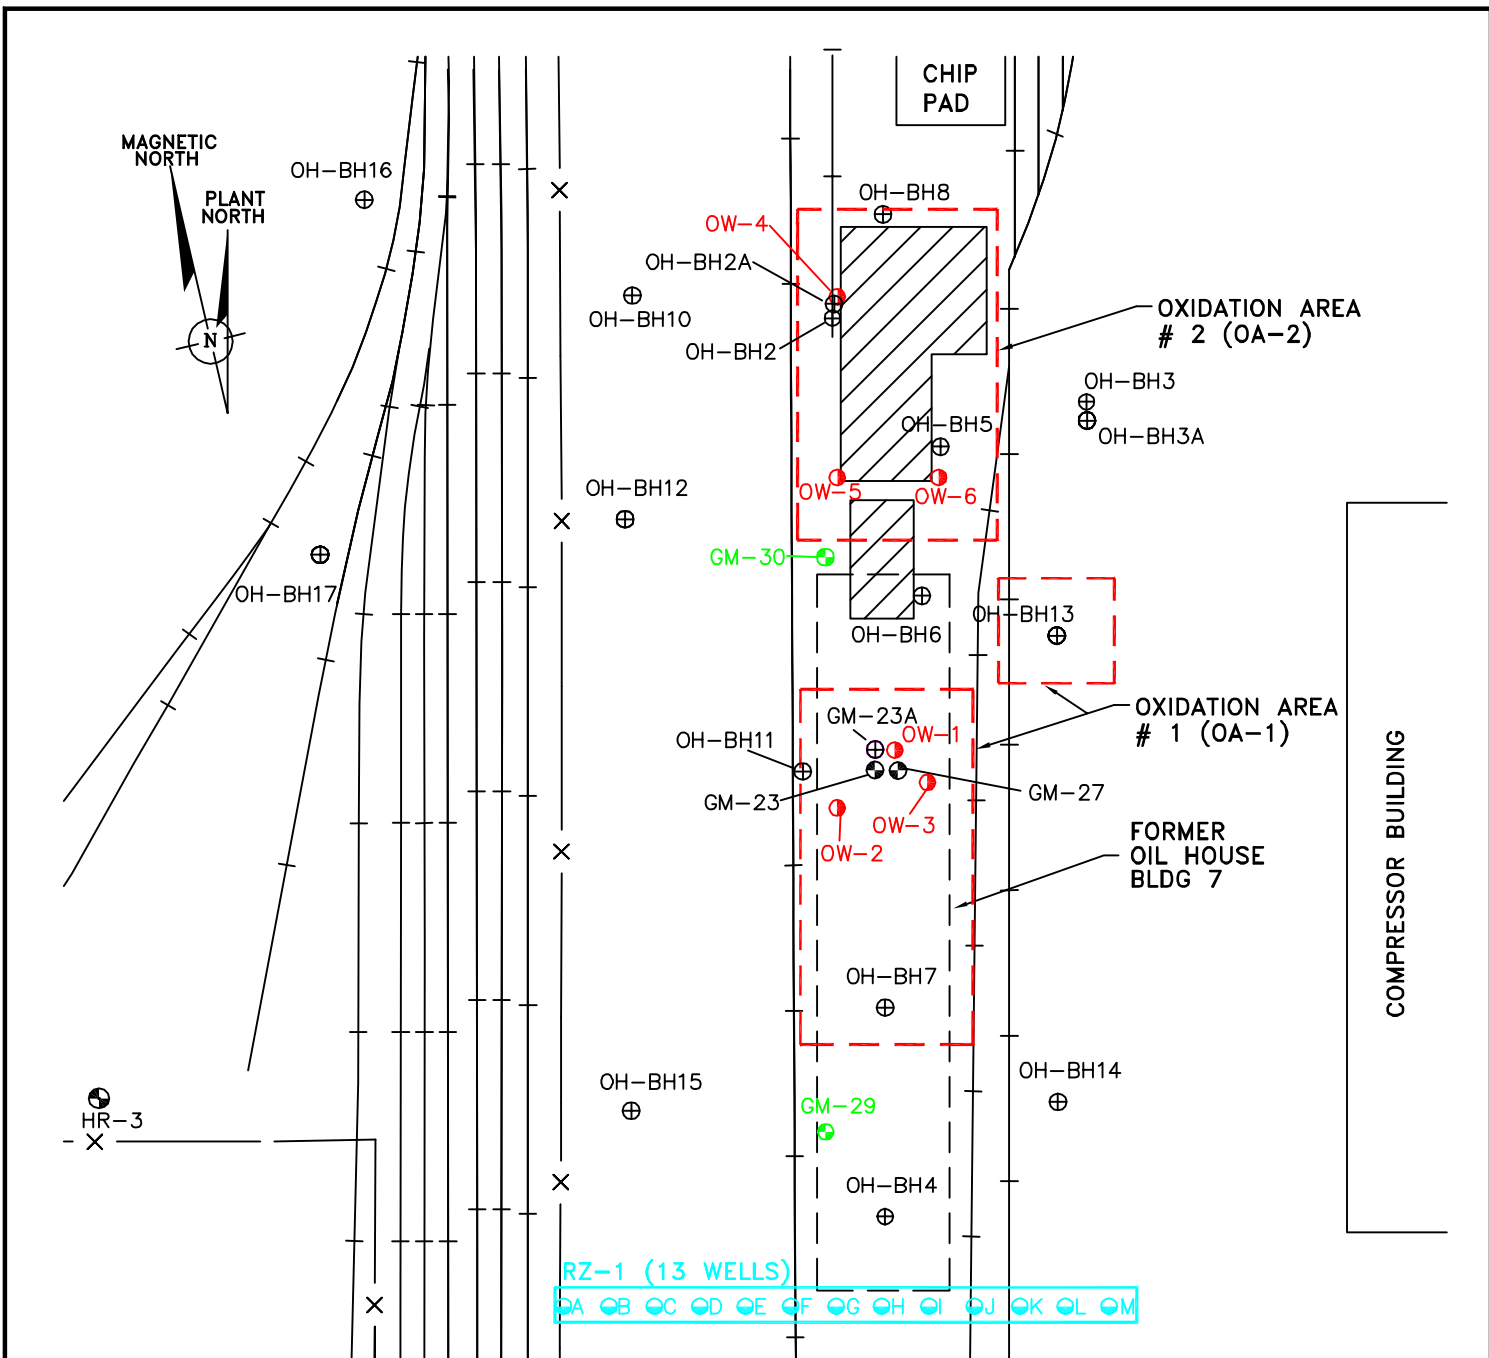 CHIP
PAD
MAGNETIC
NORTH
PLANT
NORTH
N
OH-BH16
OH-BH8
OW-4
OH-BH2A
OH-BH10
OH-BH2
OXIDATION AREA
# 2 (OA-2)
OH-BH3
OH-BH3A
OH-BH5
OH-BH12
OW-5
OW-6
GM-30
OH-BH17
OH-BH6
OH-BH13
OXIDATION AREA
# 1 (OA-1)
GM-23A
OW-1
OH-BH11
GM-23
GM-27
OW-3
OW-2
FORMER
OIL HOUSE
BLDG 7
COMPRESSOR BUILDING
OH-BH7
OH-BH15
OH-BH14
HR-3
GM-29
OH-BH4
RZ-1 (13 WELLS)
A B C D E F G H I J K L M